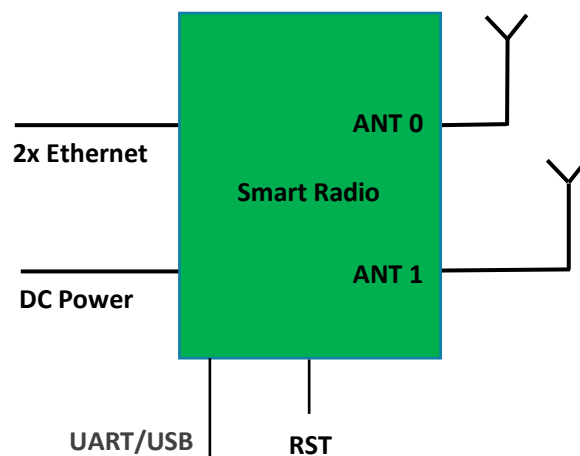 ANT 0
2x Ethernet
Smart Radio
ANT 1
DC Power
UART/USB
RST